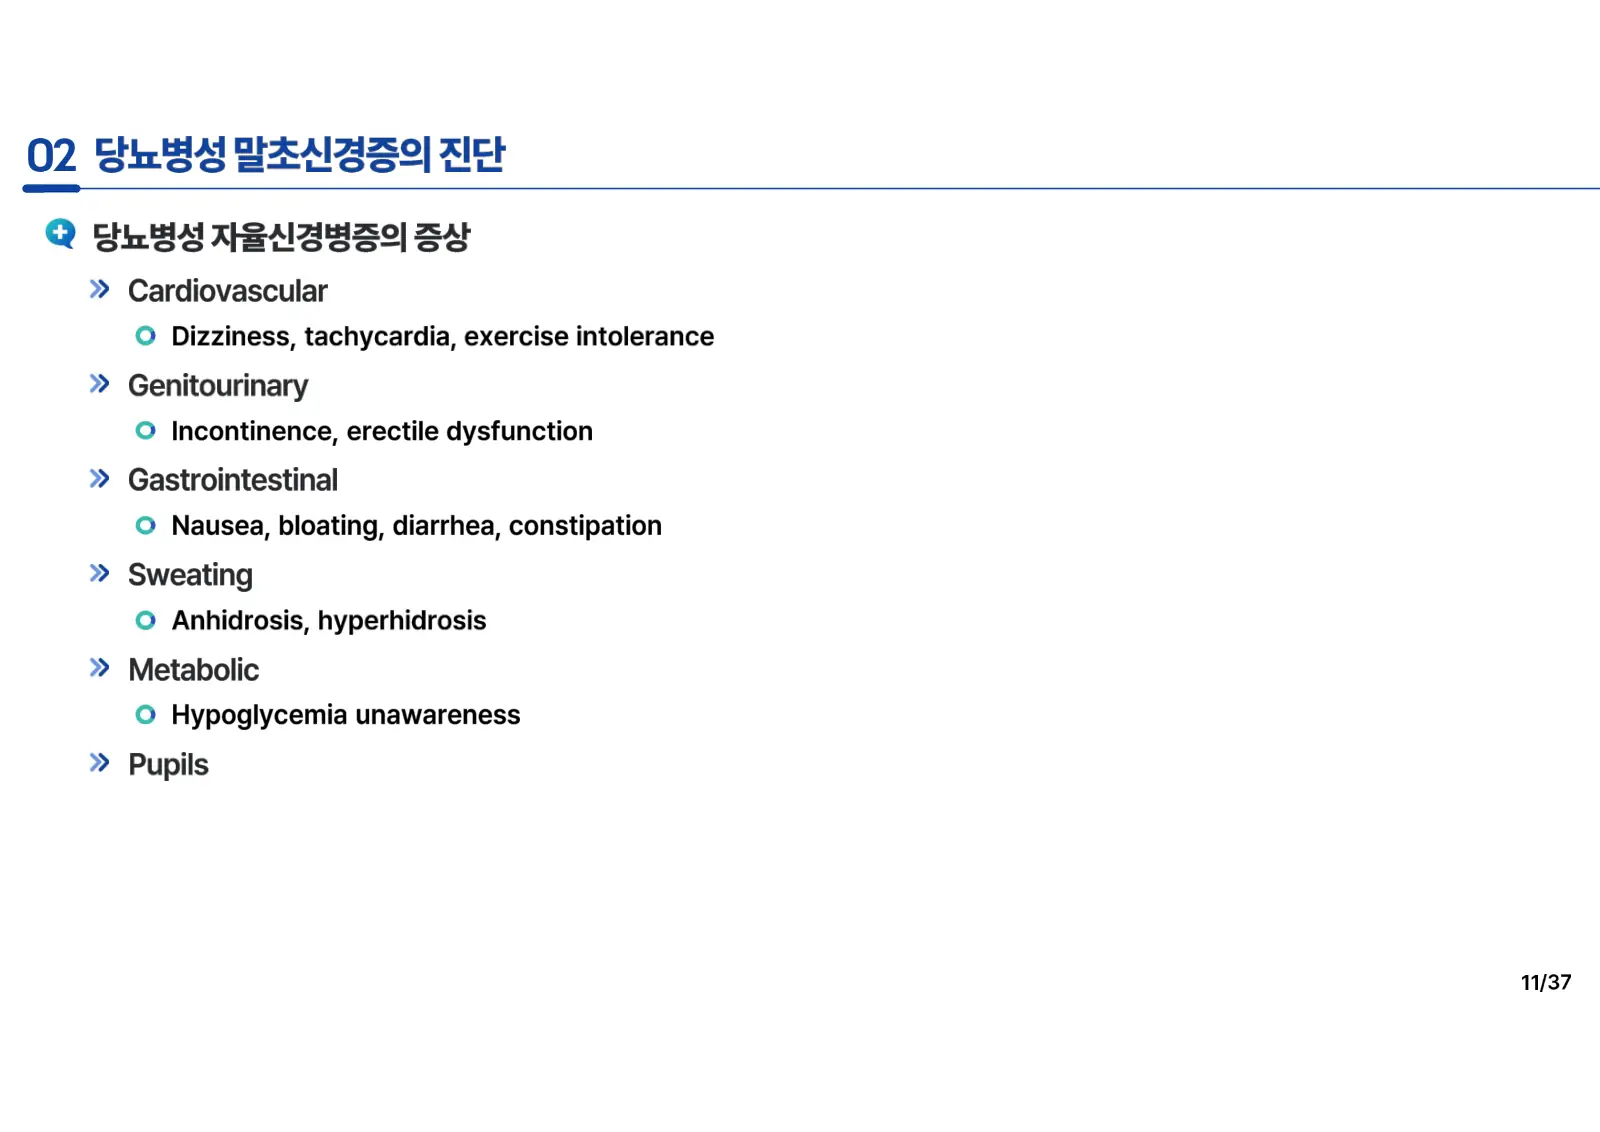 02 당뇨병성 말초신경증의 진단
당뇨병성 자율신경병증의 증상
Cardiovascular
Dizziness, tachycardia, exercise intolerance
Genitourinary
Incontinence, erectile dysfunction
Gastrointestinal
Nausea, bloating, diarrhea, constipation
Sweating
Anhidrosis, hyperhidrosis
Metabolic
Hypoglycemia unawareness
Pupils
11/37